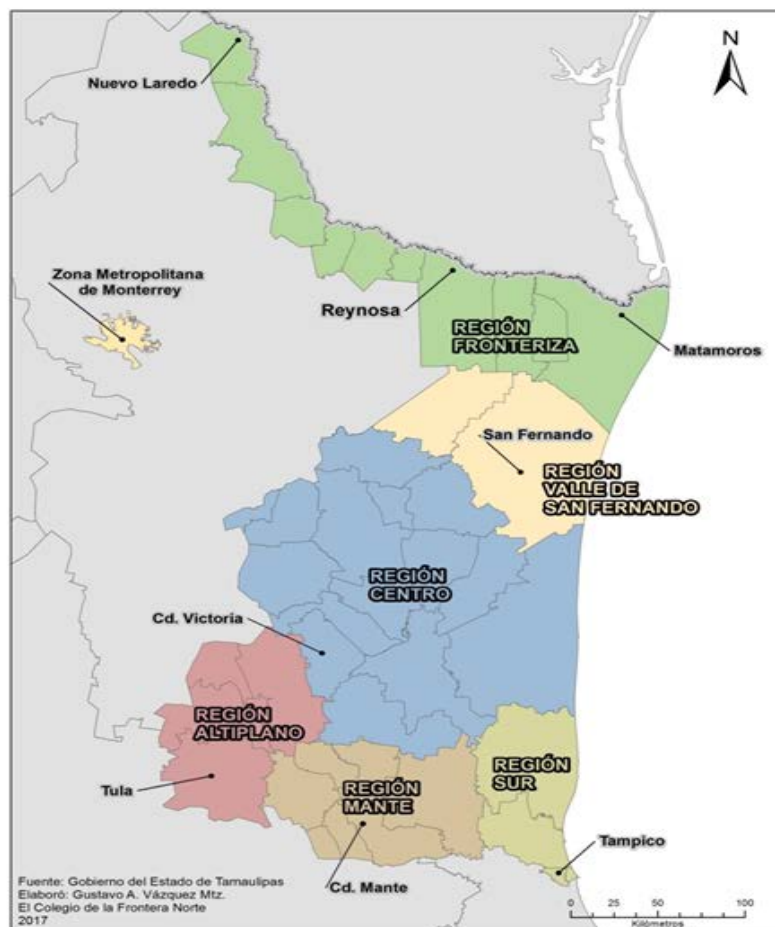 N
Nuevo Laredo
Zona Metropolitana
de Monterrey
Reynosa
REGIÓN
FRONTERIZA
Matamoros
San Fernando
REGIÓN
VALLE DE
SAN FERNANDO
REGIÓN
CENTRO
Cd. Victoria
REGIÓN
ALTIPLANO
REGIÓN
SUR
Tula
REGIÓN
MANTE
Tampico
Cd. Mante
Fuente: Gobierno del Estado de Tamaulipas
Elaboró: Gustavo A. Vázquez Mtz.
El Colegio de la Frontera Norte
2017
0 25 50 100
Kilómetros